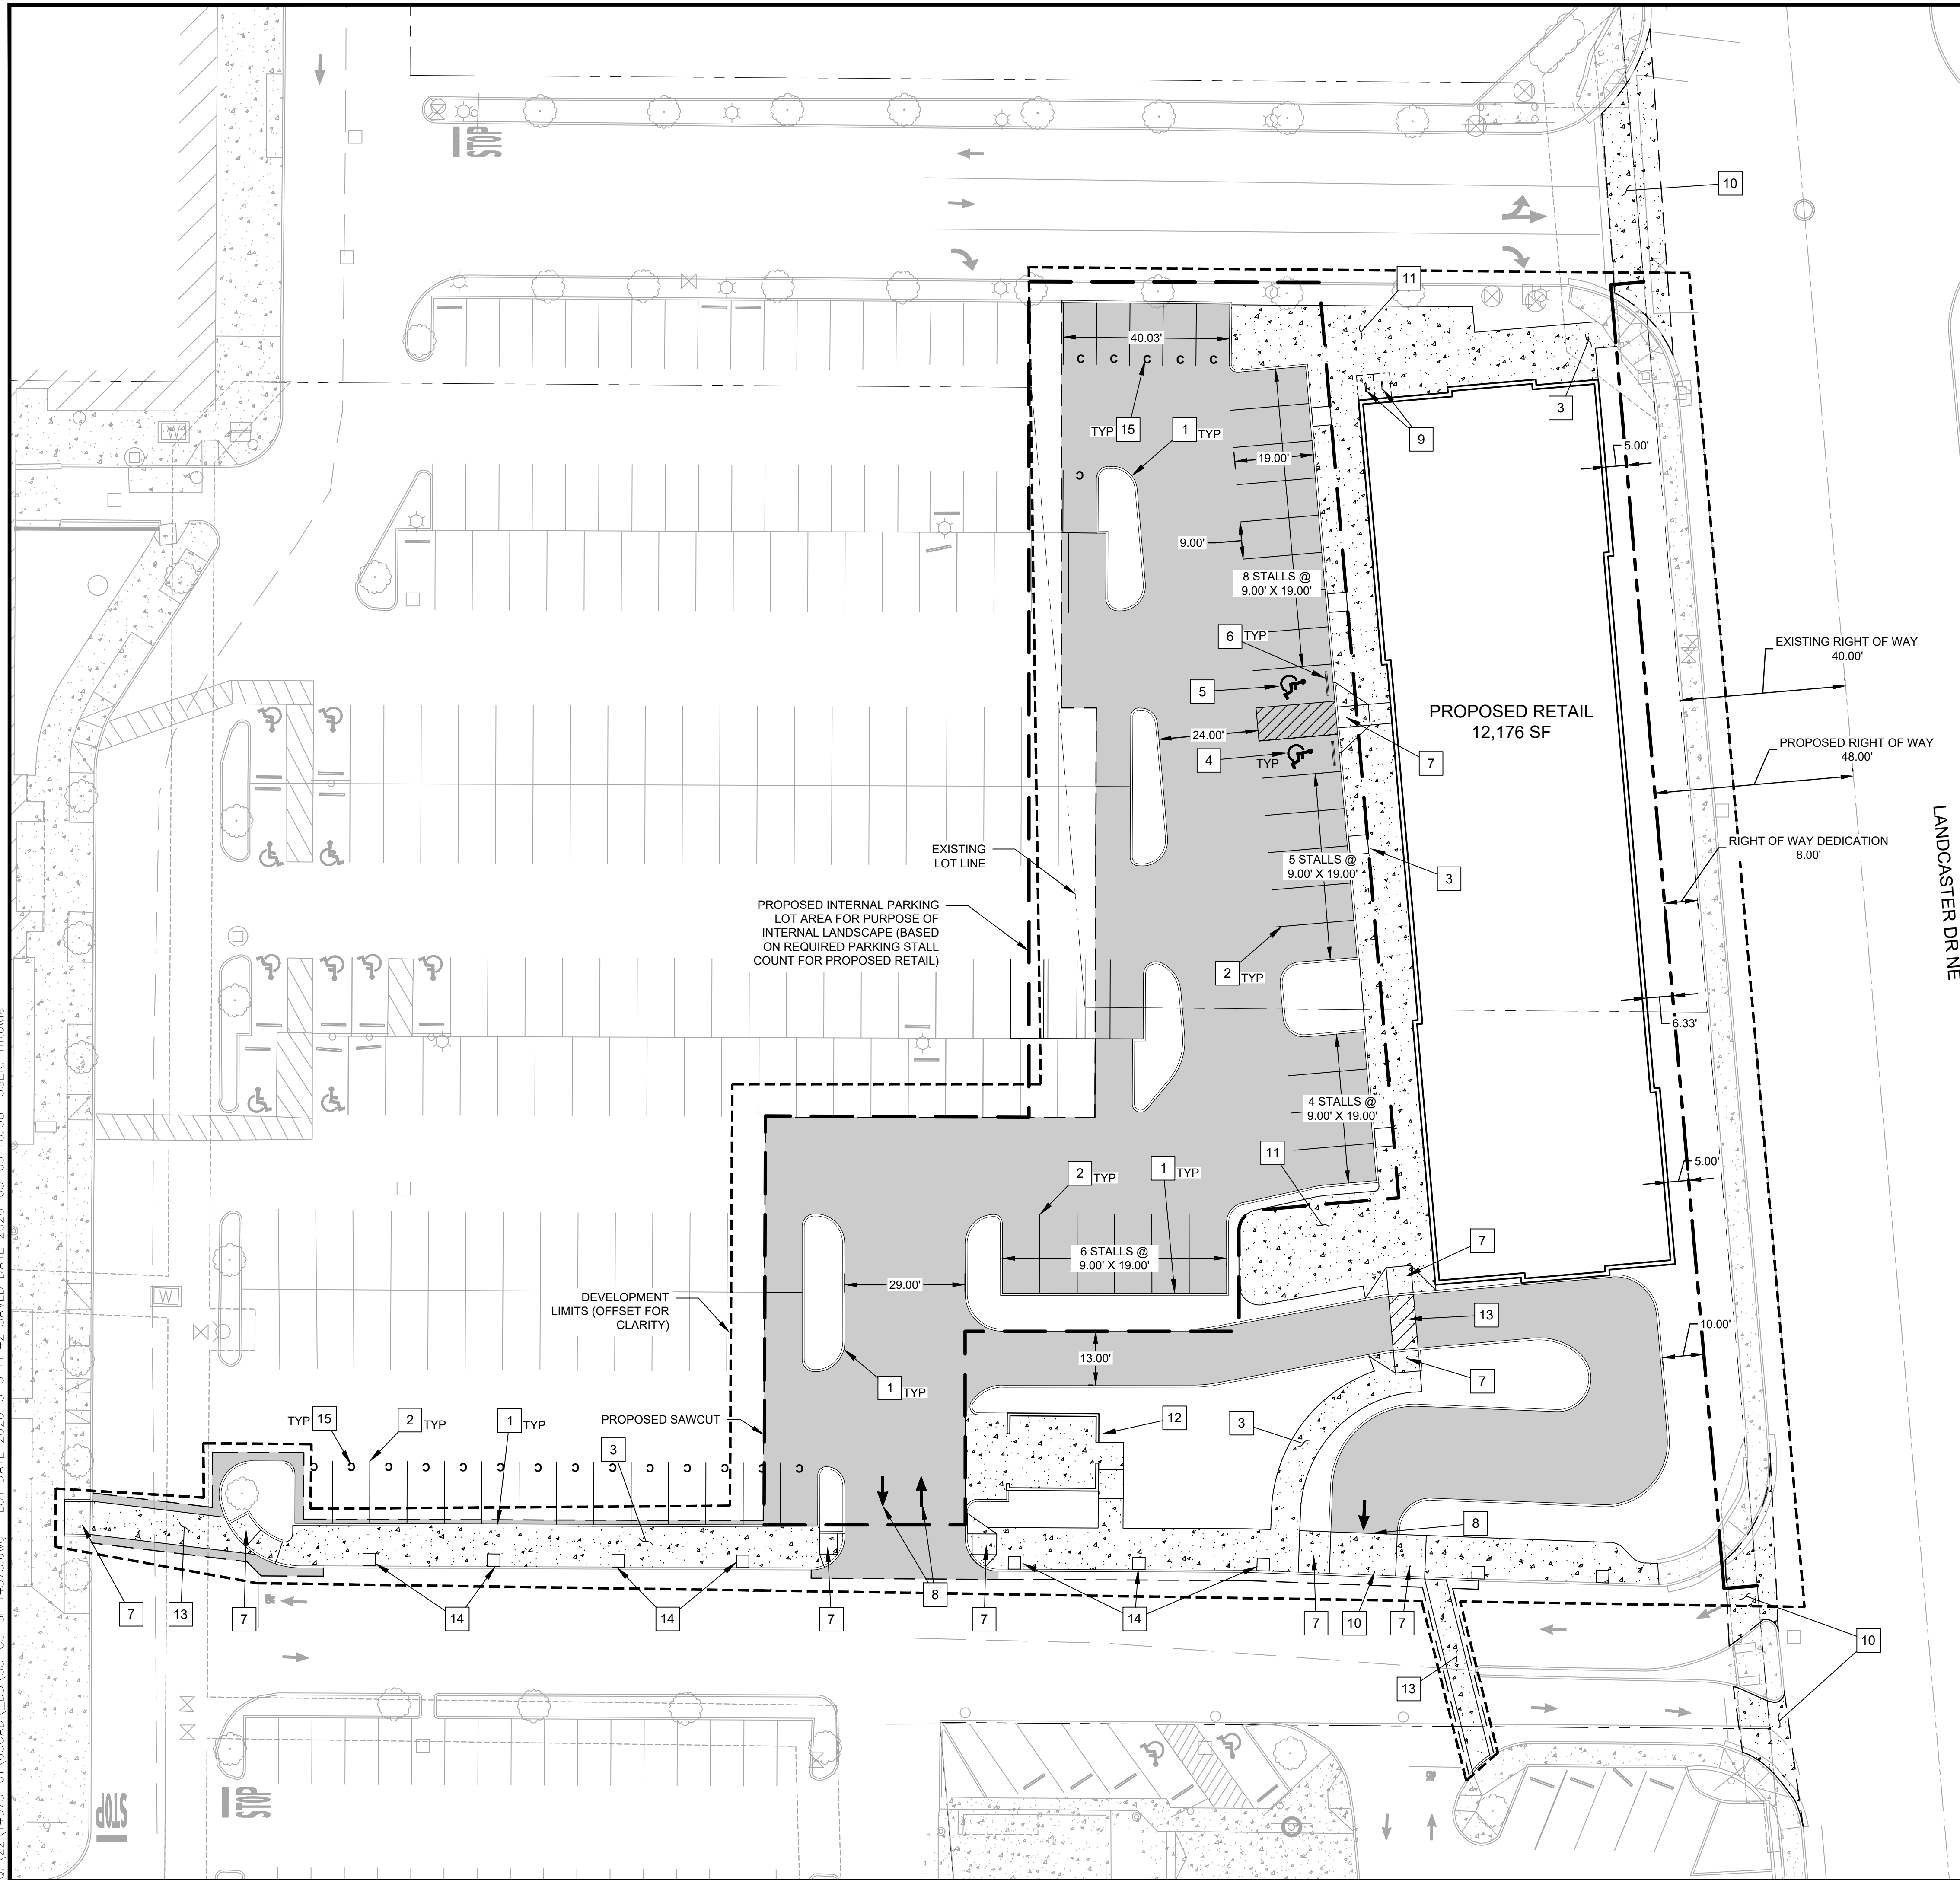 STOP
10
11
40.03'
C C C C C
3
9
TYP 15
1 TYP
5.00'
19.00'
C
9.00'
8 STALLS @
9.00' X 19.00'
6 TYP
EXISTING RIGHT OF WAY
40.00'
5
PROPOSED RETAIL
12,176 SF
24.00'
4
TYP
7
PROPOSED RIGHT OF WAY
48.00'
W
LANDCASTER DR NE
RIGHT OF WAY DEDICATION
8.00'
EXISTING
LOT LINE
5 STALLS @
9.00' X 19.00'
3
PROPOSED INTERNAL PARKING
LOT AREA FOR PURPOSE OF
INTERNAL LANDSCAPE (BASED
ON REQUIRED PARKING STALL
COUNT FOR PROPOSED RETAIL)
2 TYP
6.33'
4 STALLS @
9.00' X 19.00'
11
2 TYP
1 TYP
5.00'
7
6 STALLS @
9.00' X 19.00'
29.00'
W
DEVELOPMENT
LIMITS (OFFSET FOR
CLARITY)
13
10.00'
13.00'
7
1 TYP
TYP 15
2 TYP
1 TYP
PROPOSED SAWCUT
12
3
3
C C C C C C C C C C C C C C
8
8
7
13
7
14
14
7
7
14
7
10
7
10
13
STOP
STOP